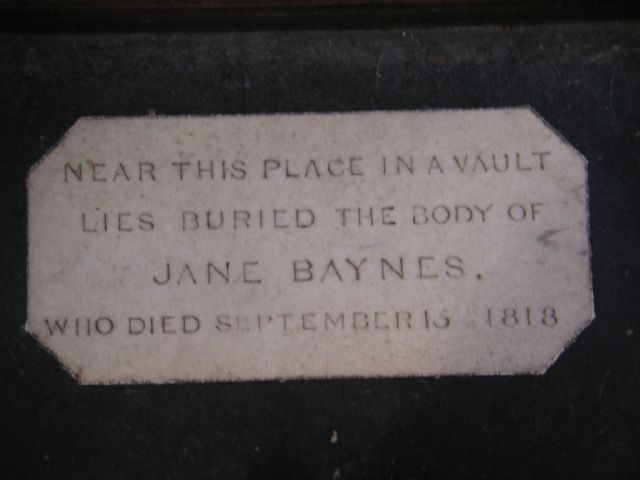 NEAR THIS PLACE IN A VAULT
LIES BURIED THE BODY OF
JANE BAYNES.
WHO DIED SEPTEMBER 15 1818